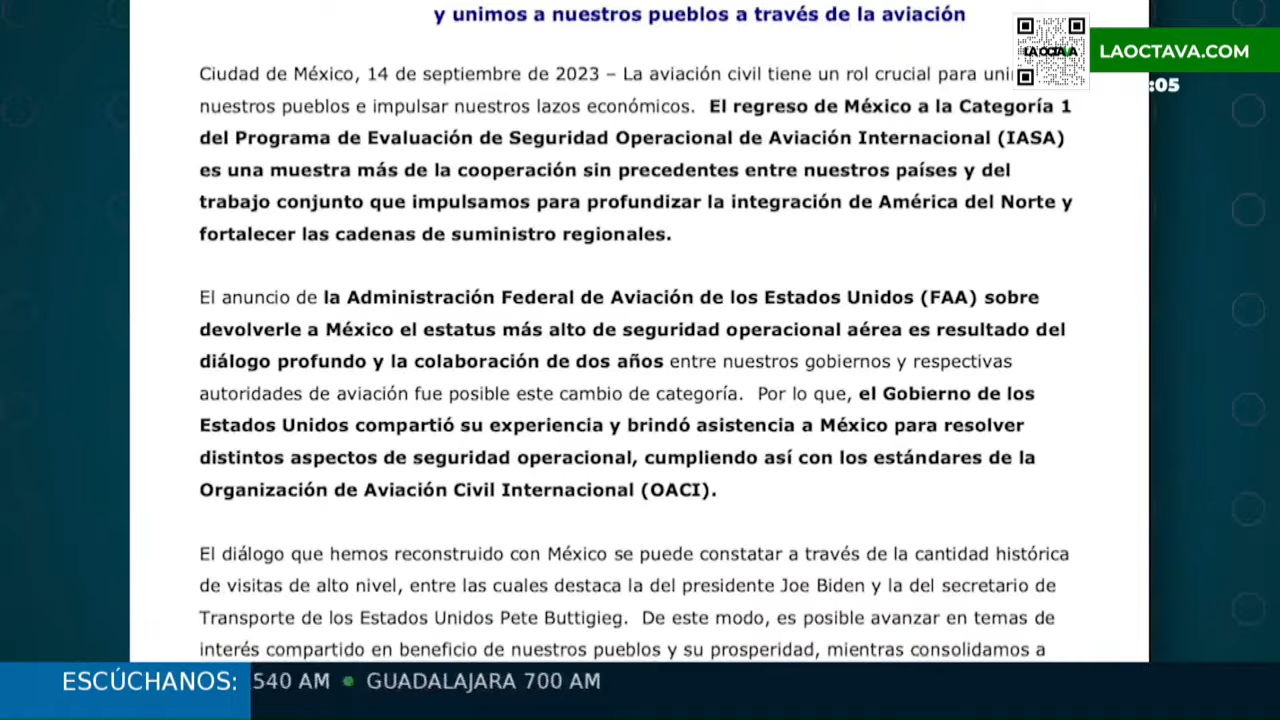 y unimos a nuestros pueblos a través de la aviación
LA OCTAVA
LAOCTAVA.COM
:05
Ciudad de México, 14 de septiembre de 2023 – La aviación civil tiene un rol crucial para
nuestros pueblos e impulsar nuestros lazos económicos. El regreso de México a la Categoría 1
del Programa de Evaluación de Seguridad Operacional de Aviación Internacional (IASA)
es una muestra más de la cooperación sin precedentes entre nuestros países y del
trabajo conjunto que impulsamos para profundizar la integración de América del Norte y
fortalecer las cadenas de suministro regionales.
El anuncio de la Administración Federal de Aviación de los Estados Unidos (FAA) sobre
devolverle a México el estatus más alto de seguridad operacional aérea es resultado del
diálogo profundo y la colaboración de dos años entre nuestros gobiernos y respectivas
autoridades de aviación fue posible este cambio de categoría. Por lo que, el Gobierno de los
Estados Unidos compartió su experiencia y brindó asistencia a México para resolver
distintos aspectos de seguridad operacional, cumpliendo así con los estándares de la
Organización de Aviación Civil Internacional (OACI).
El diálogo que hemos reconstruido con México se puede constatar a través de la cantidad histórica
de visitas de alto nivel, entre las cuales destaca la del presidente Joe Biden y la del secretario de
Transporte de los Estados Unidos Pete Buttigieg. De este modo, es posible avanzar en temas de
interés compartido en beneficio de nuestros pueblos y su prosperidad, mientras consolidamos a
ESCÚCHANOS: 540 AM • GUADALAJARA 700 AM